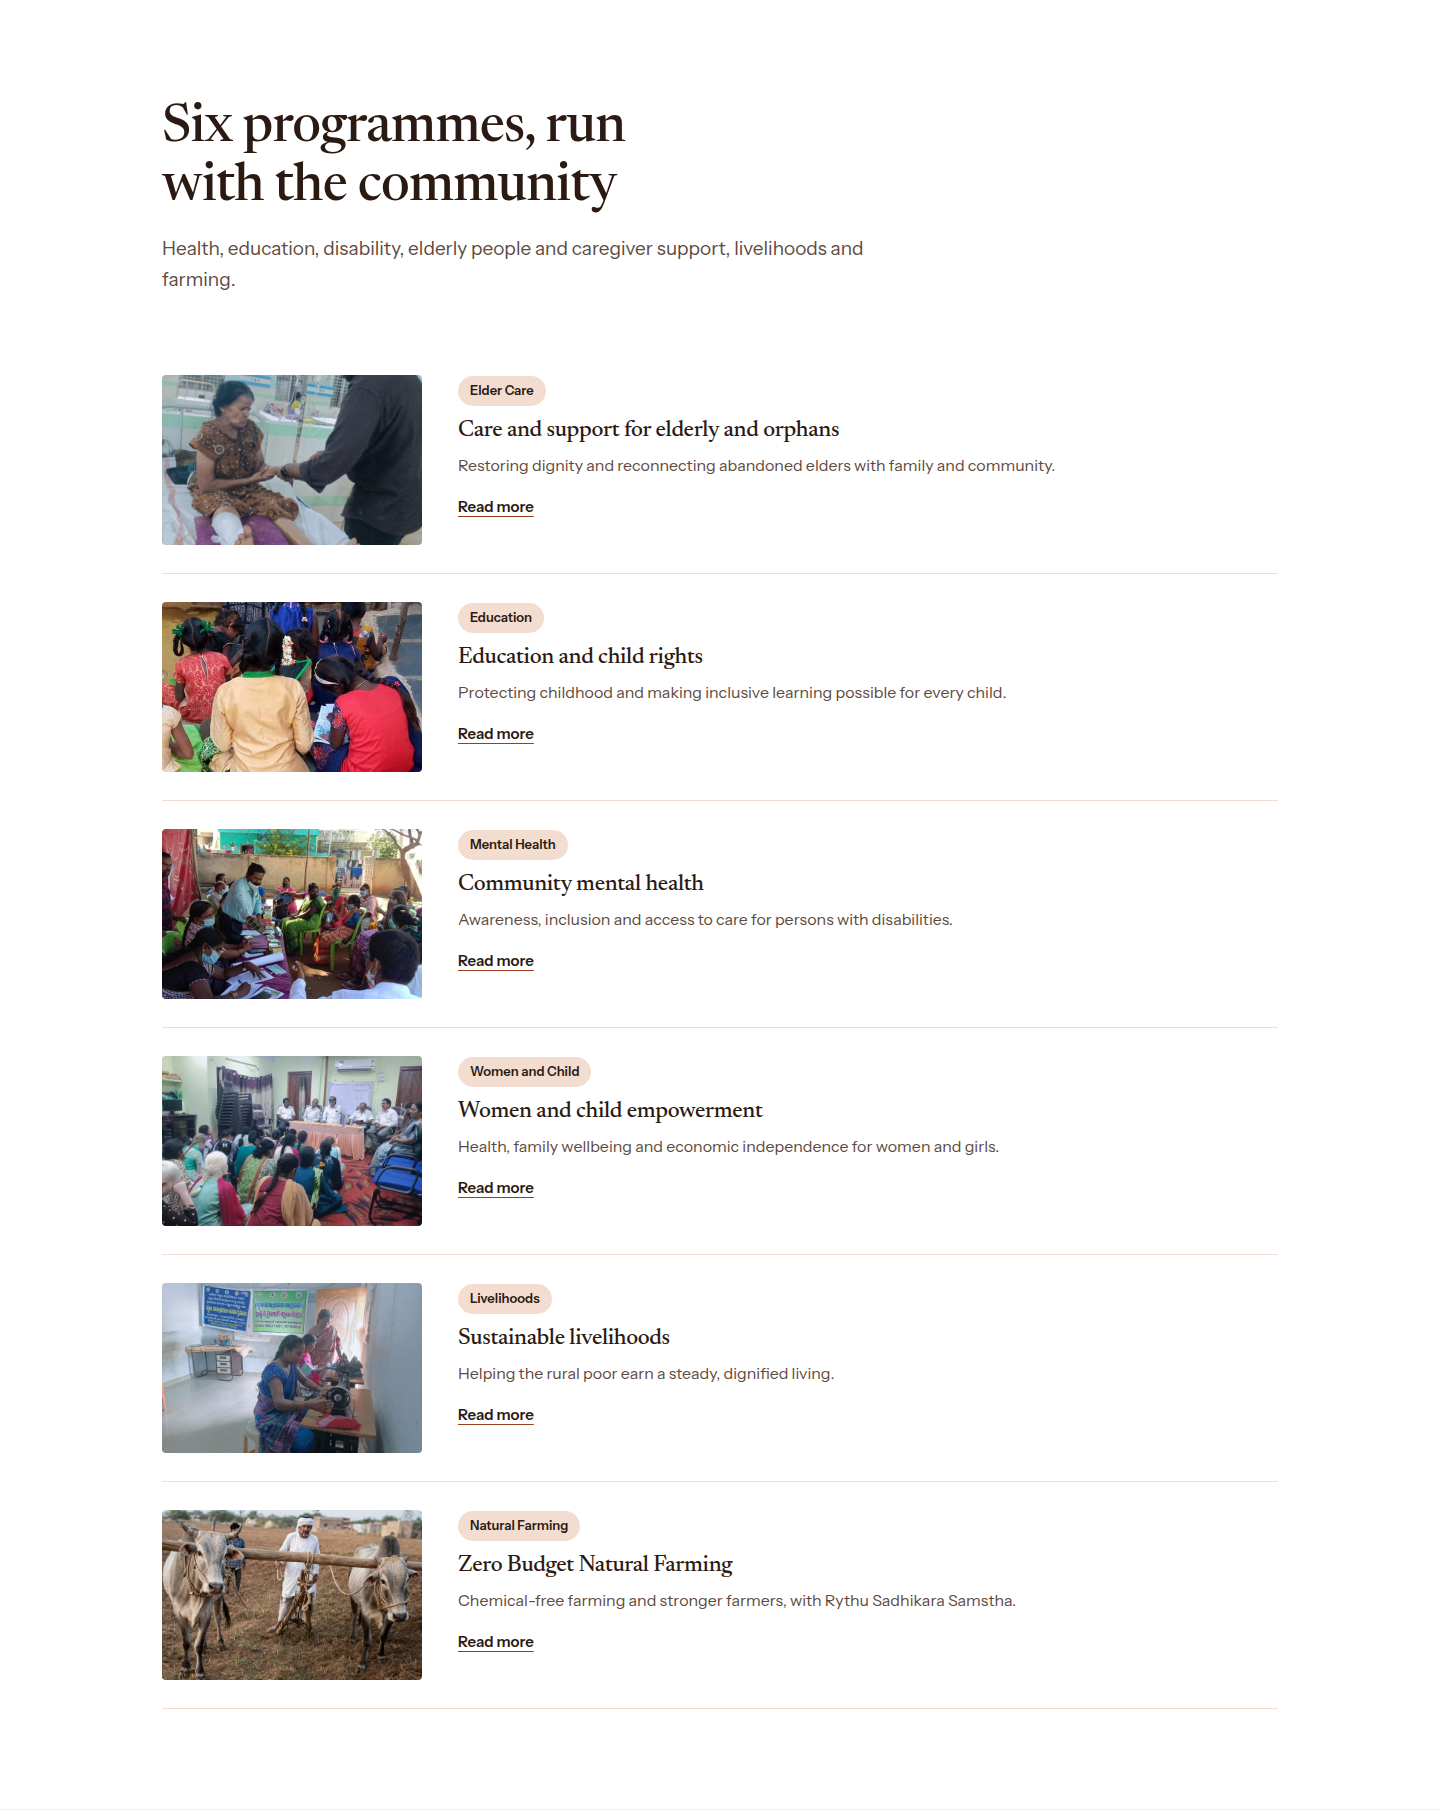 Six programmes, run
with the community
Health, education, disability, elderly people and caregiver support, livelihoods and
farming.
Elder Care
Care and support for elderly and orphans
Restoring dignity and reconnecting abandoned elders with family and community.
Read more
Education
Education and child rights
Protecting childhood and making inclusive learning possible for every child.
Read more
Mental Health
Community mental health
Awareness, inclusion and access to care for persons with disabilities.
Read more
Women and Child
Women and child empowerment
Health, family wellbeing and economic independence for women and girls.
Read more
Livelihoods
Sustainable livelihoods
Helping the rural poor earn a steady, dignified living.
Read more
Natural Farming
Zero Budget Natural Farming
Chemical-free farming and stronger farmers, with Rythu Sadhikara Samstha.
Read more